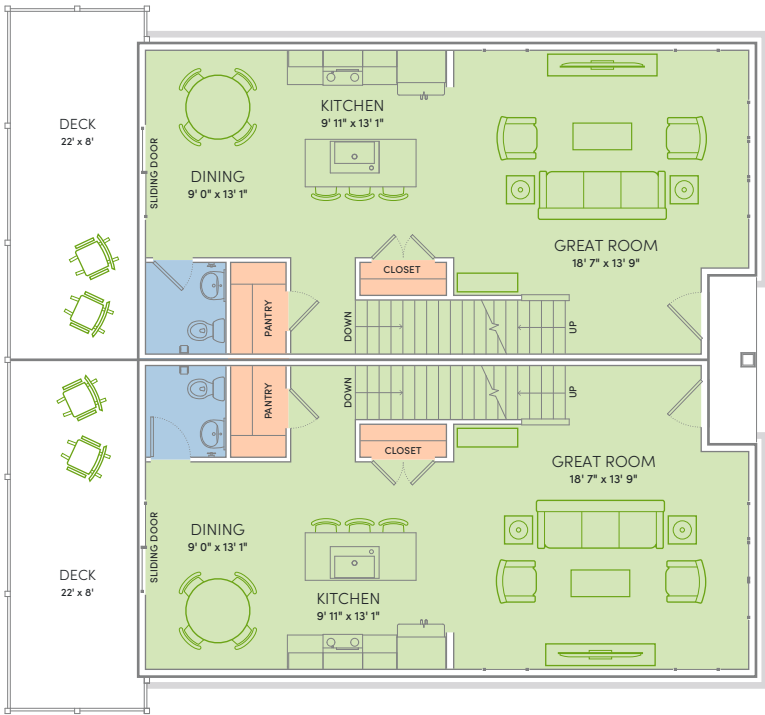 DECK
22' x 8'
SLIDING DOOR
DINING
9' 0" x 13' 1"
KITCHEN
9' 11" x 13' 1"
GREAT ROOM
18' 7" x 13' 9"
CLOSET
PANTRY
DOWN
UP
PANTRY
DOWN
UP
CLOSET
GREAT ROOM
18' 7" x 13' 9"
DINING
9' 0" x 13' 1"
SLIDING DOOR
DECK
22' x 8'
KITCHEN
9' 11" x 13' 1"